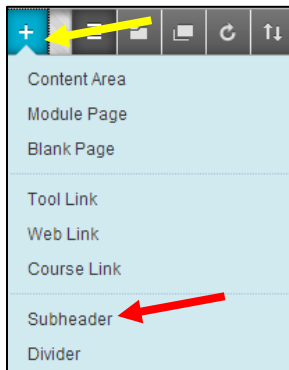 Content Area
Module Page
Blank Page
Tool Link
Web Link
Course Link
Subheader
Divider